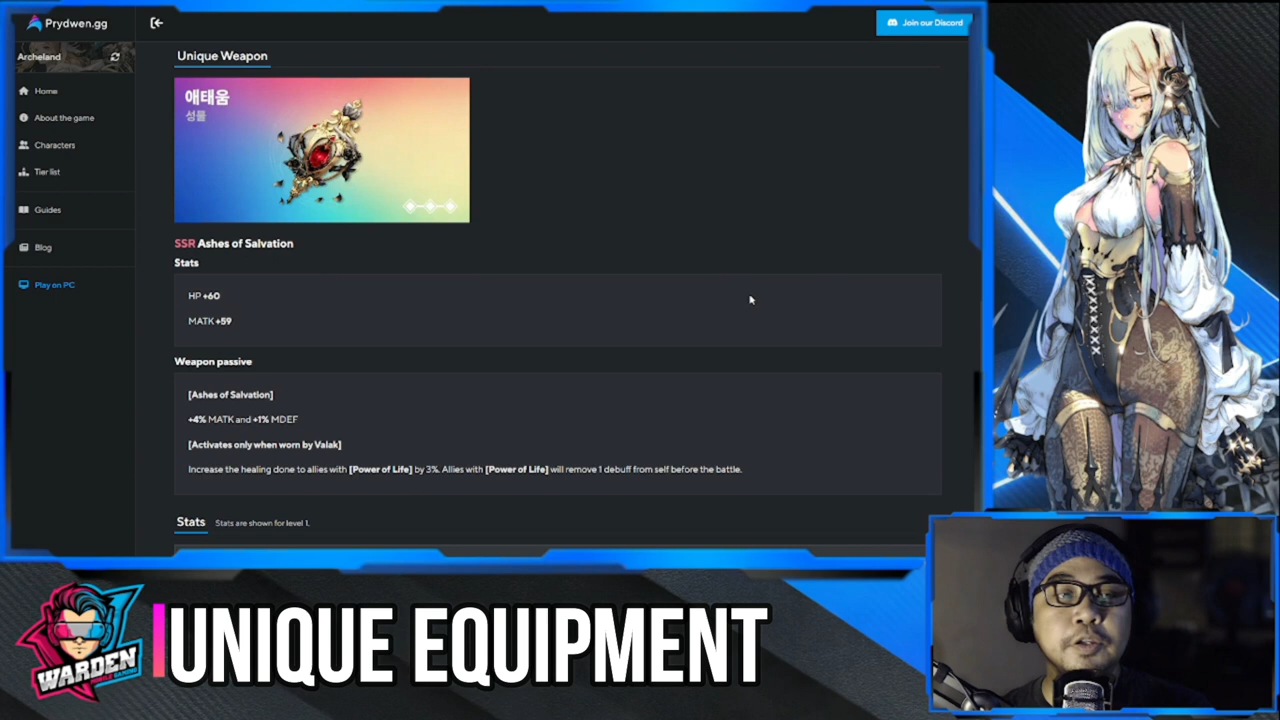 Prydwen.gg
Join our Discord
Archeland
Home
About the game
Characters
Tier list
Guides
Blog
Play on PC
Unique Weapon
애태움
성물
SSR Ashes of Salvation
Stats
HP +60
MATK +59
Weapon passive
[Ashes of Salvation]
+4% MATK and +1% MDEF
[Activates only when worn by Valak]
Increase the healing done to allies with [Power of Life] by 3%. Allies with [Power of Life] will remove 1 debuff from self before the battle.
Stats Stats are shown for level 1.
WARDEN
MOBILE GAMING
UNIQUE EQUIPMENT